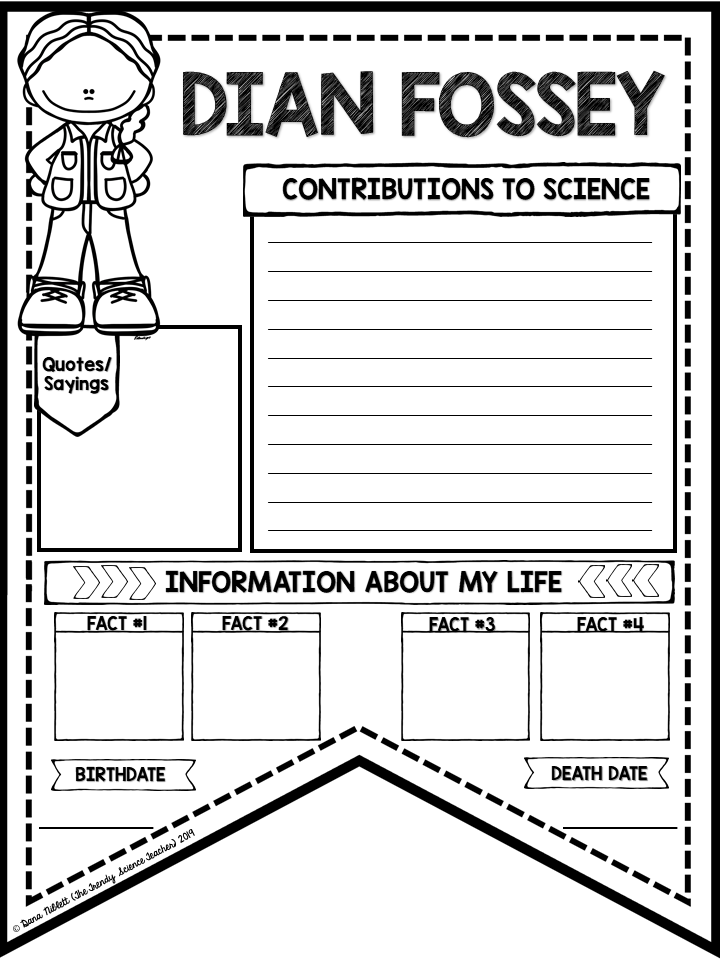 DIAN FOSSEY
CONTRIBUTIONS TO SCIENCE
Quotes/
Sayings
INFORMATION ABOUT MY LIFE
FACT #1
FACT #2
FACT #3
FACT #4
BIRTHDATE
DEATH DATE
© Dana Niblett (The Trendy Science Teacher) 2019